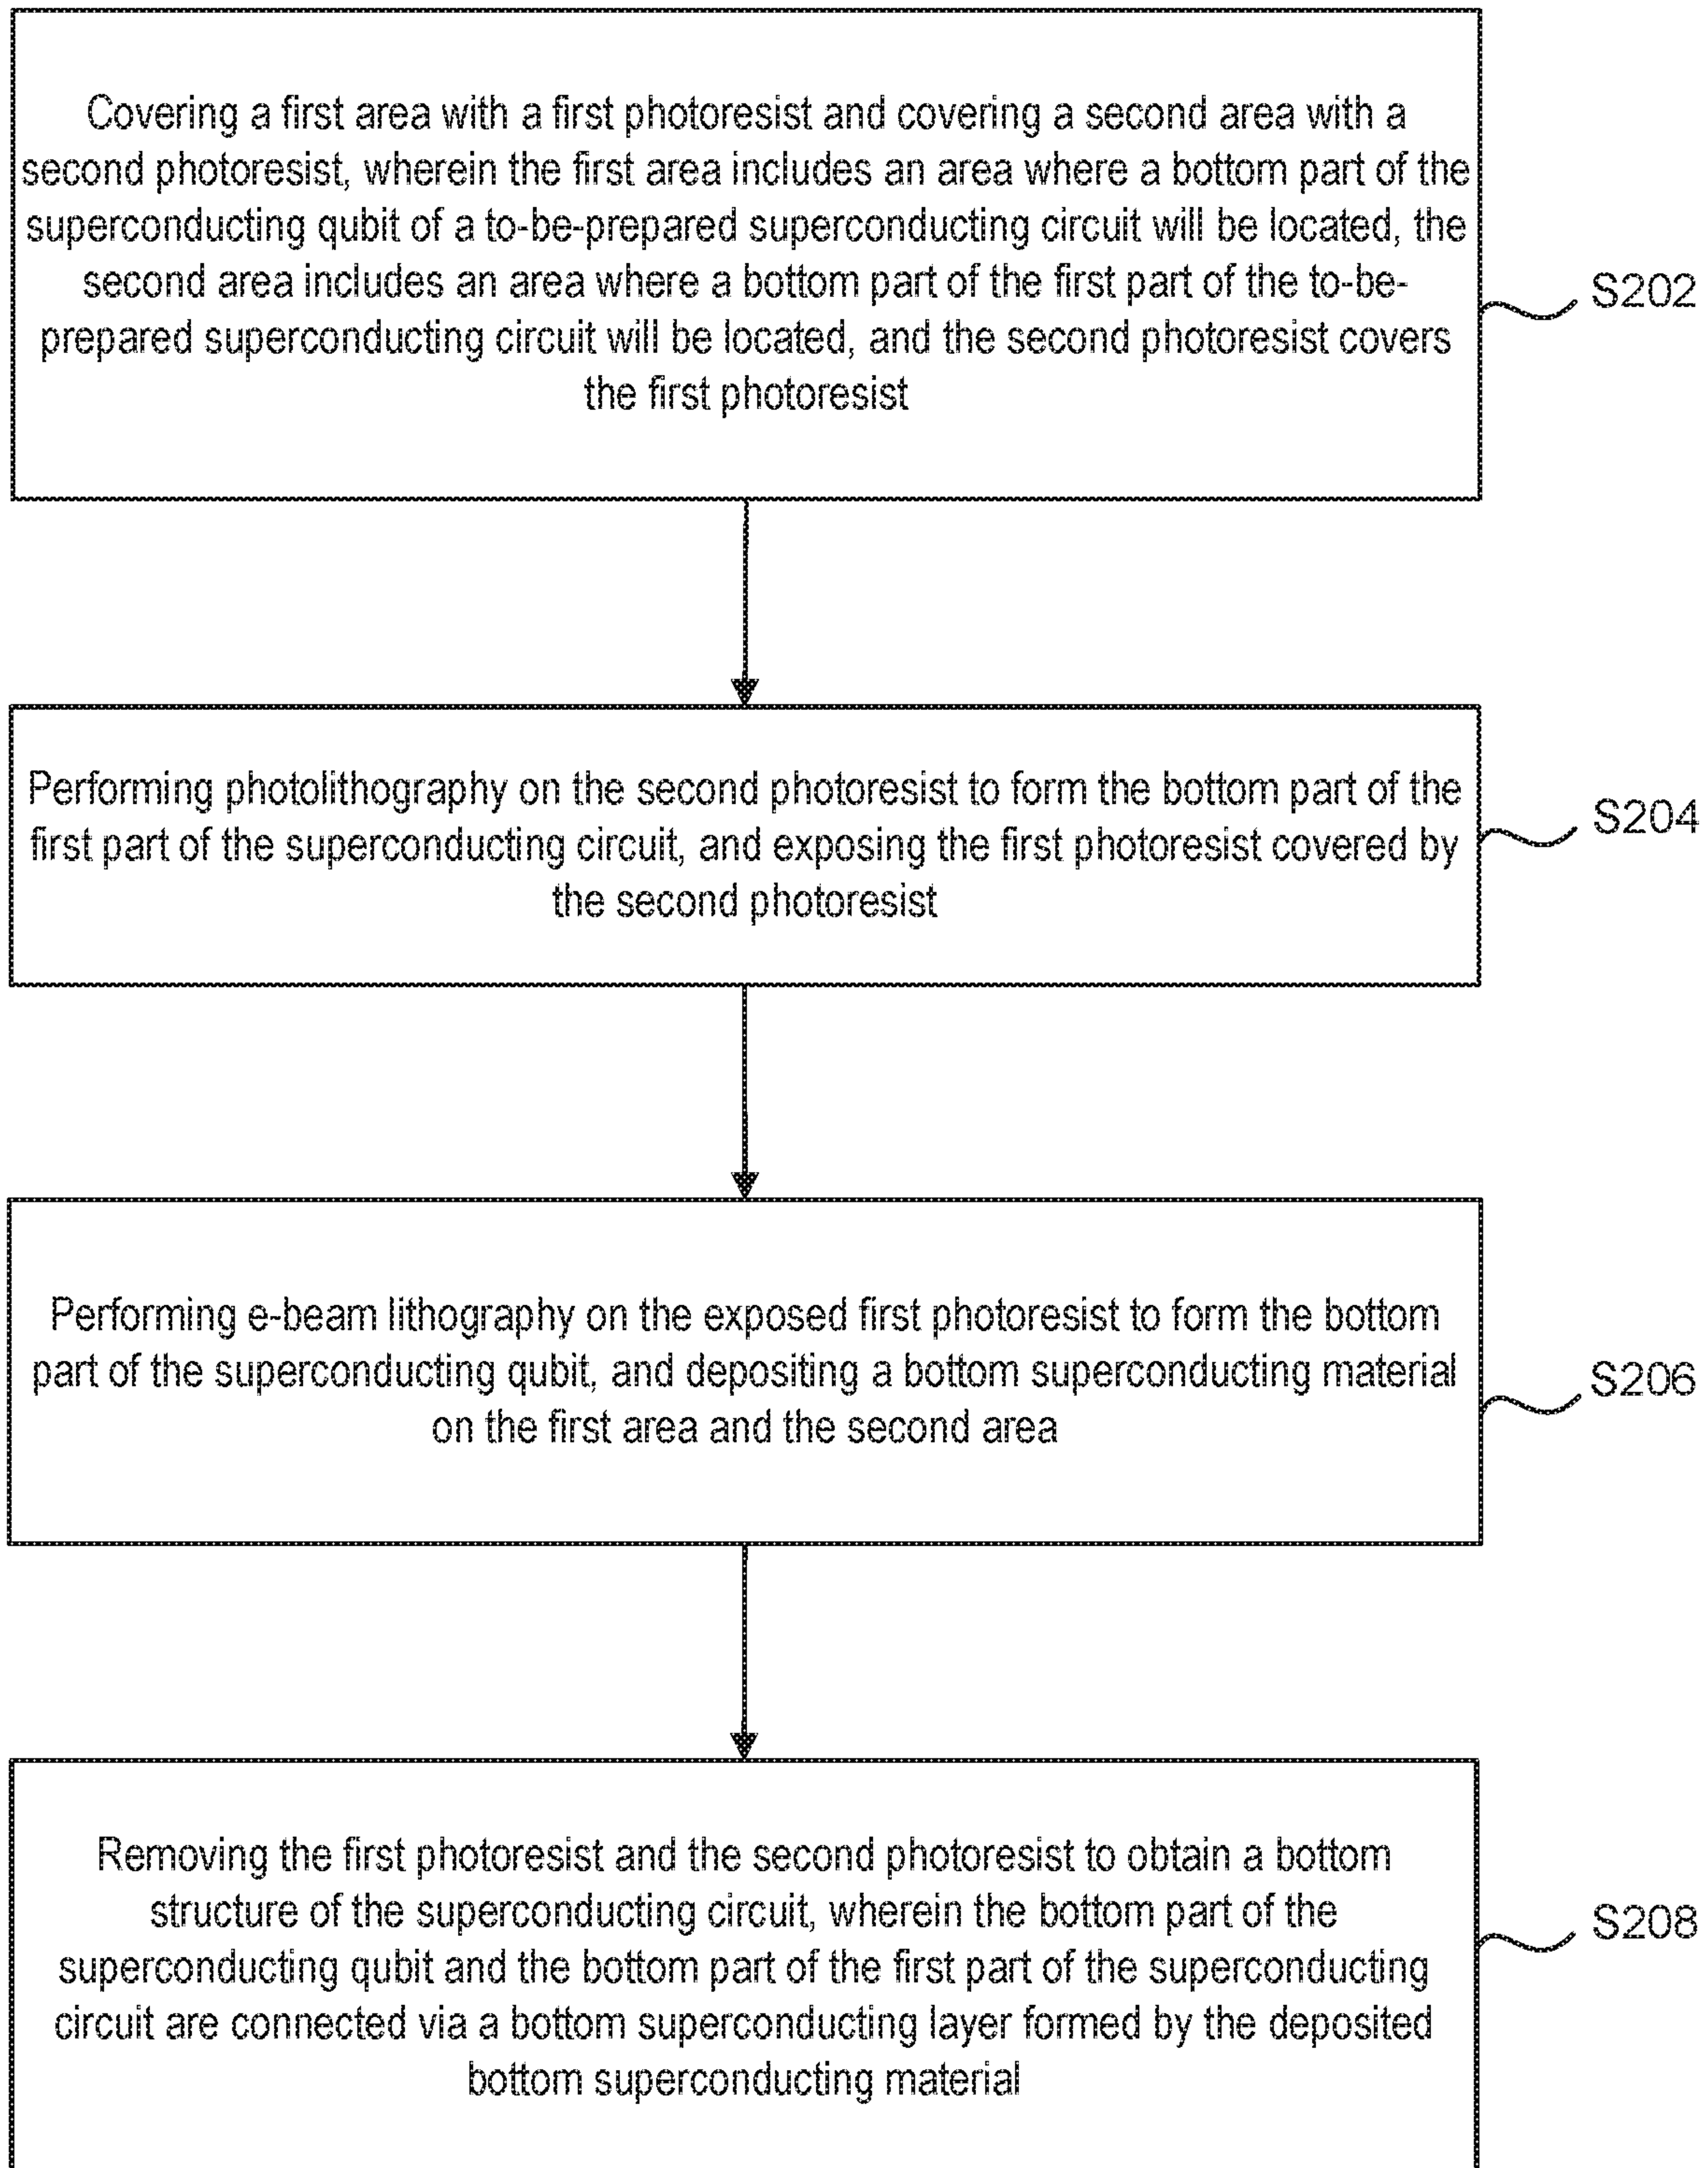 Covering a first area with a first photoresist and covering a second area with a
second photoresist, wherein the first area includes an area where a bottom part of the
superconducting qubit of a to-be-prepared superconducting circuit will be located, the
second area includes an area where a bottom part of the first part of the to-be-
prepared superconducting circuit will be located, and the second photoresist covers
the first photoresist
S202
Performing photolithography on the second photoresist to form the bottom part of the
first part of the superconducting circuit, and exposing the first photoresist covered by
the second photoresist
S204
Performing e-beam lithography on the exposed first photoresist to form the bottom
part of the superconducting qubit, and depositing a bottom superconducting material
on the first area and the second area
S206
Removing the first photoresist and the second photoresist to obtain a bottom
structure of the superconducting circuit, wherein the bottom part of the
superconducting qubit and the bottom part of the first part of the superconducting
circuit are connected via a bottom superconducting layer formed by the deposited
bottom superconducting material
S208